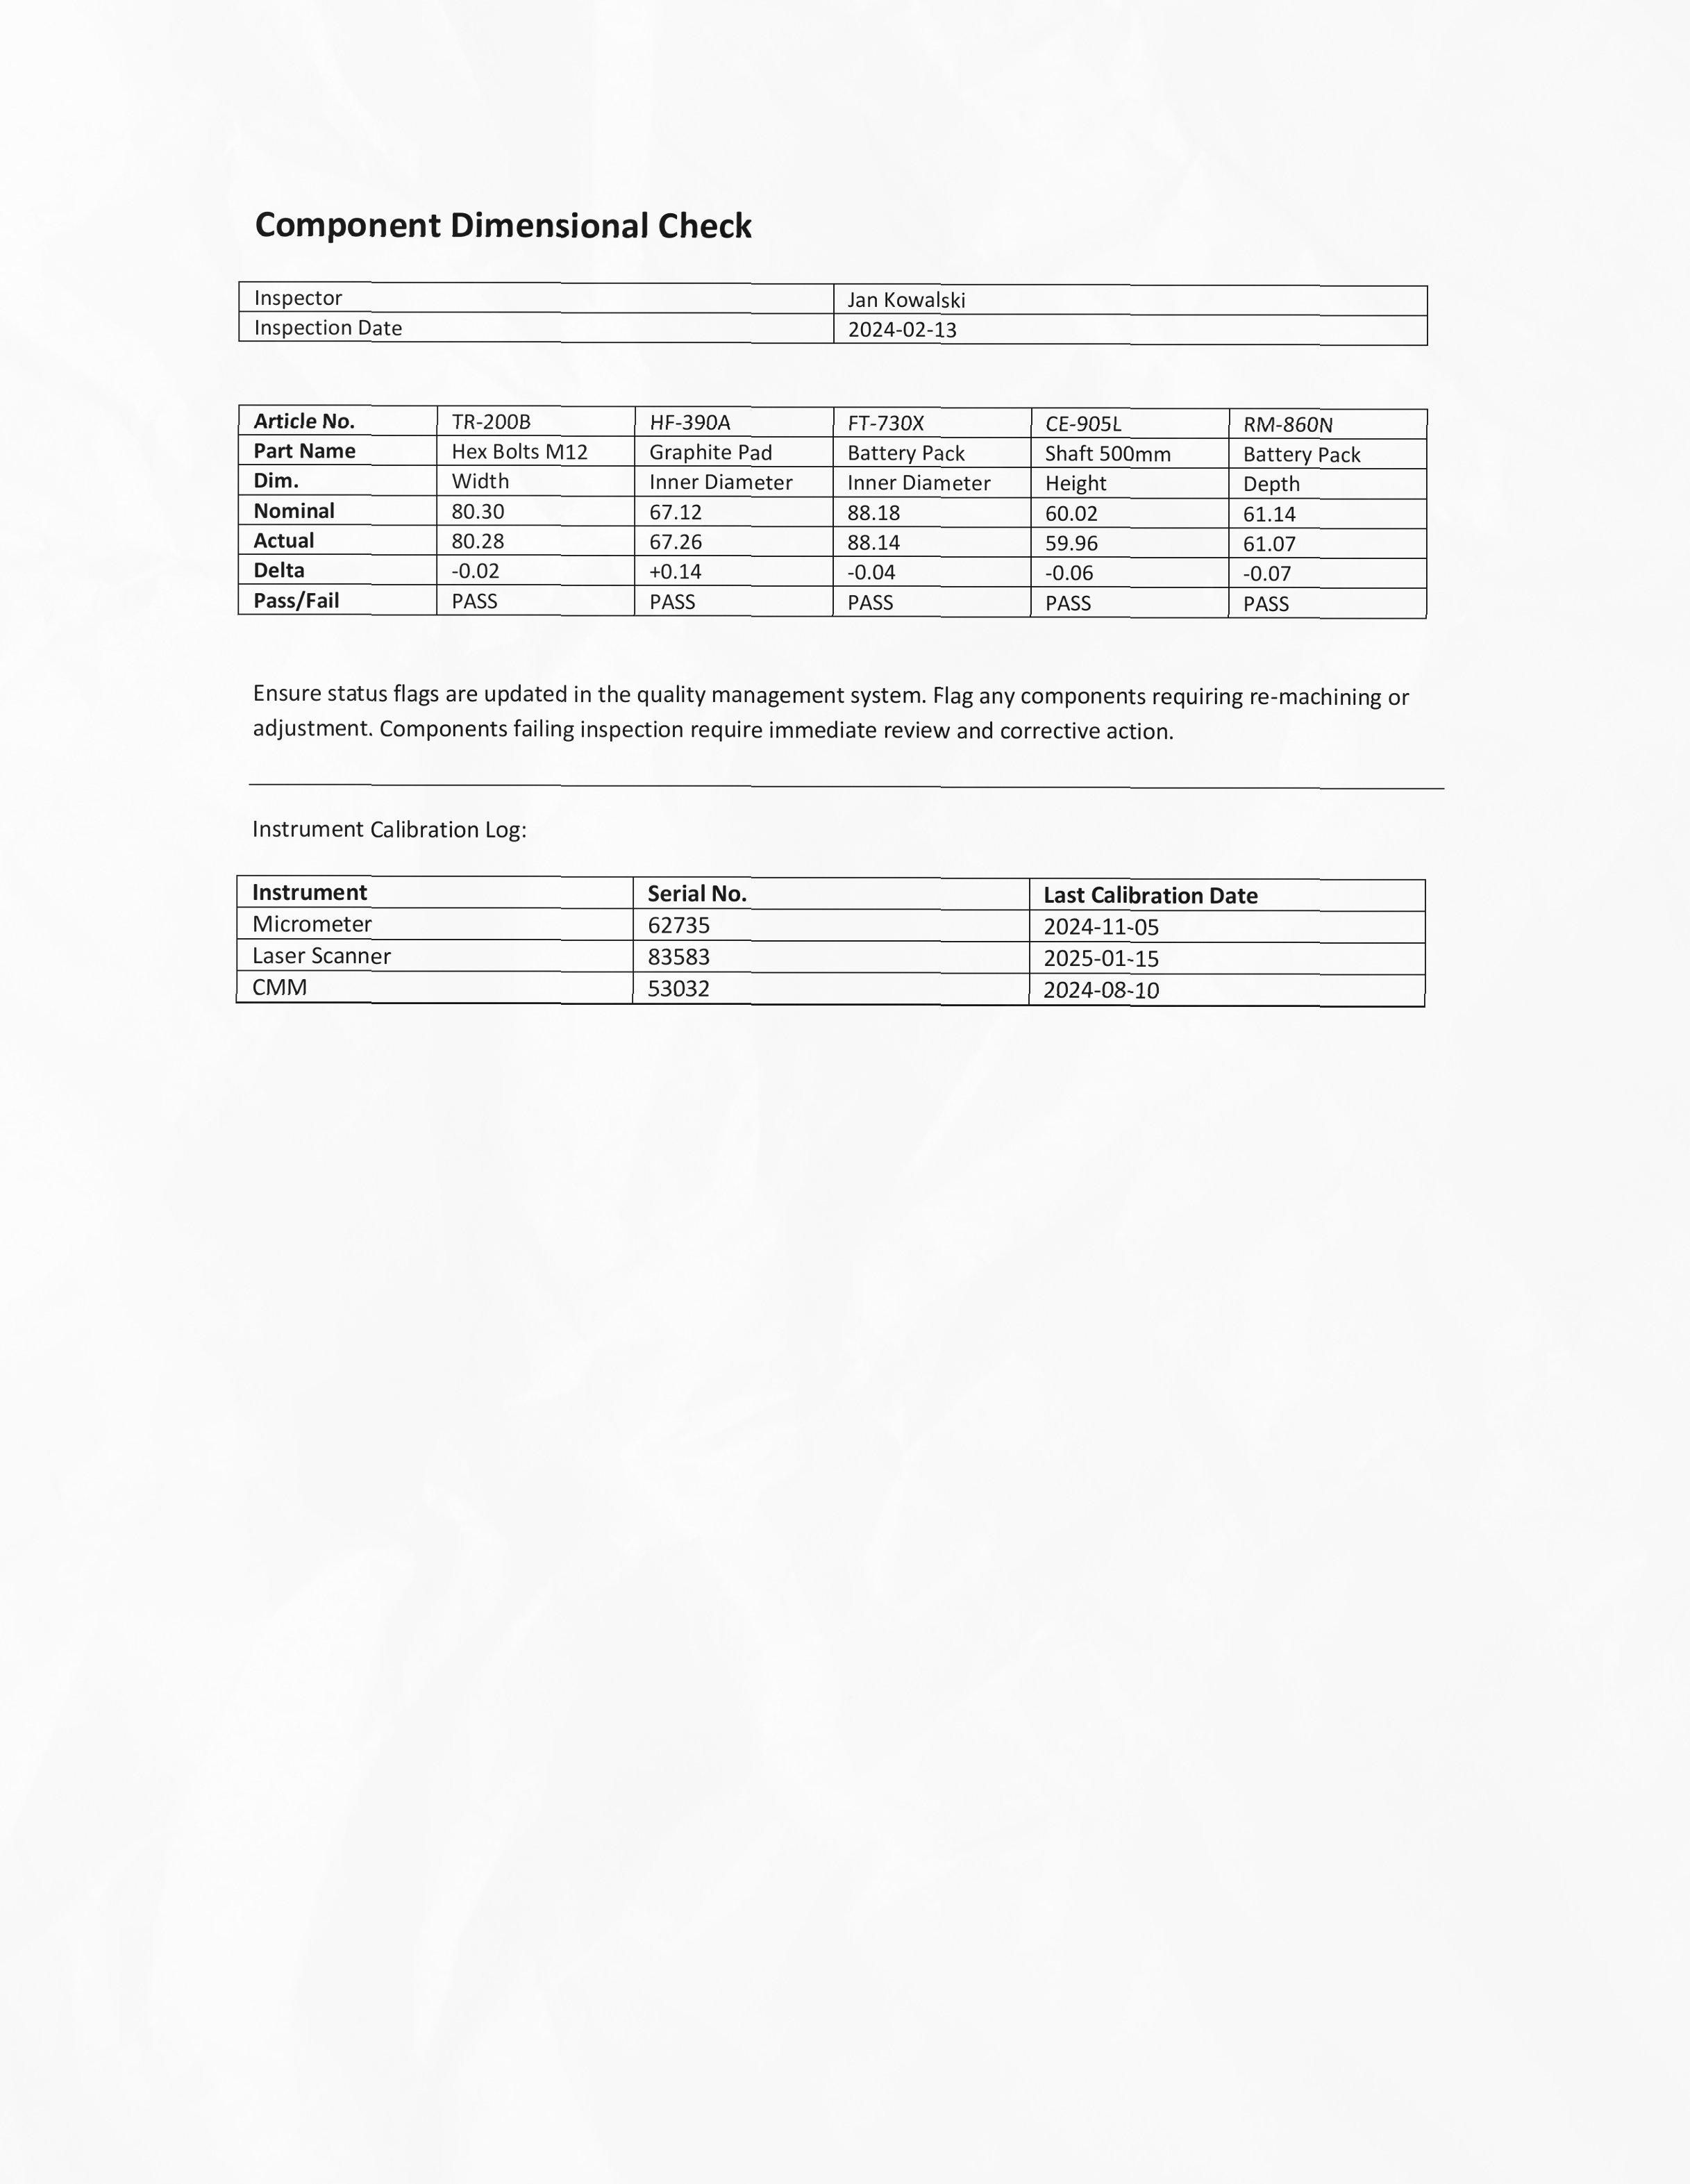 Component Dimensional Check
Inspector Jan Kowalski
Inspection Date 2024-02-13
Article No. TR-200B HF-390A FT-730X CE-905L RM-860N
Part Name Hex Bolts M12 Graphite Pad Battery Pack Shaft 500mm Battery Pack
Dim. Width Inner Diameter Inner Diameter Height Depth
Nominal 80.30 67.12 88.18 60.02 61.14
Actual 80.28 67.26 88.14 59.96 61.07
Delta -0.02 +0.14 -0.04 -0.06 -0.07
Pass/Fail PASS PASS PASS PASS PASS
Ensure status flags are updated in the quality management system. Flag any components requiring re-machining or
adjustment. Components failing inspection require immediate review and corrective action.
Instrument Calibration Log:
Instrument Serial No. Last Calibration Date
Micrometer 62735 2024-11-05
Laser Scanner 83583 2025-01-15
CMM 53032 2024-08-10